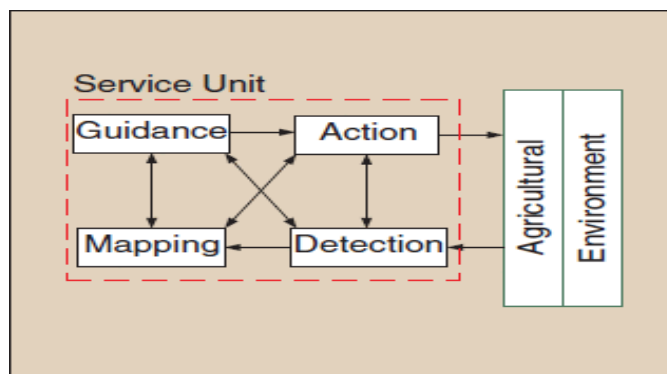 Service Unit
Guidance
Action
Mapping
Detection
Agricultural
Environment